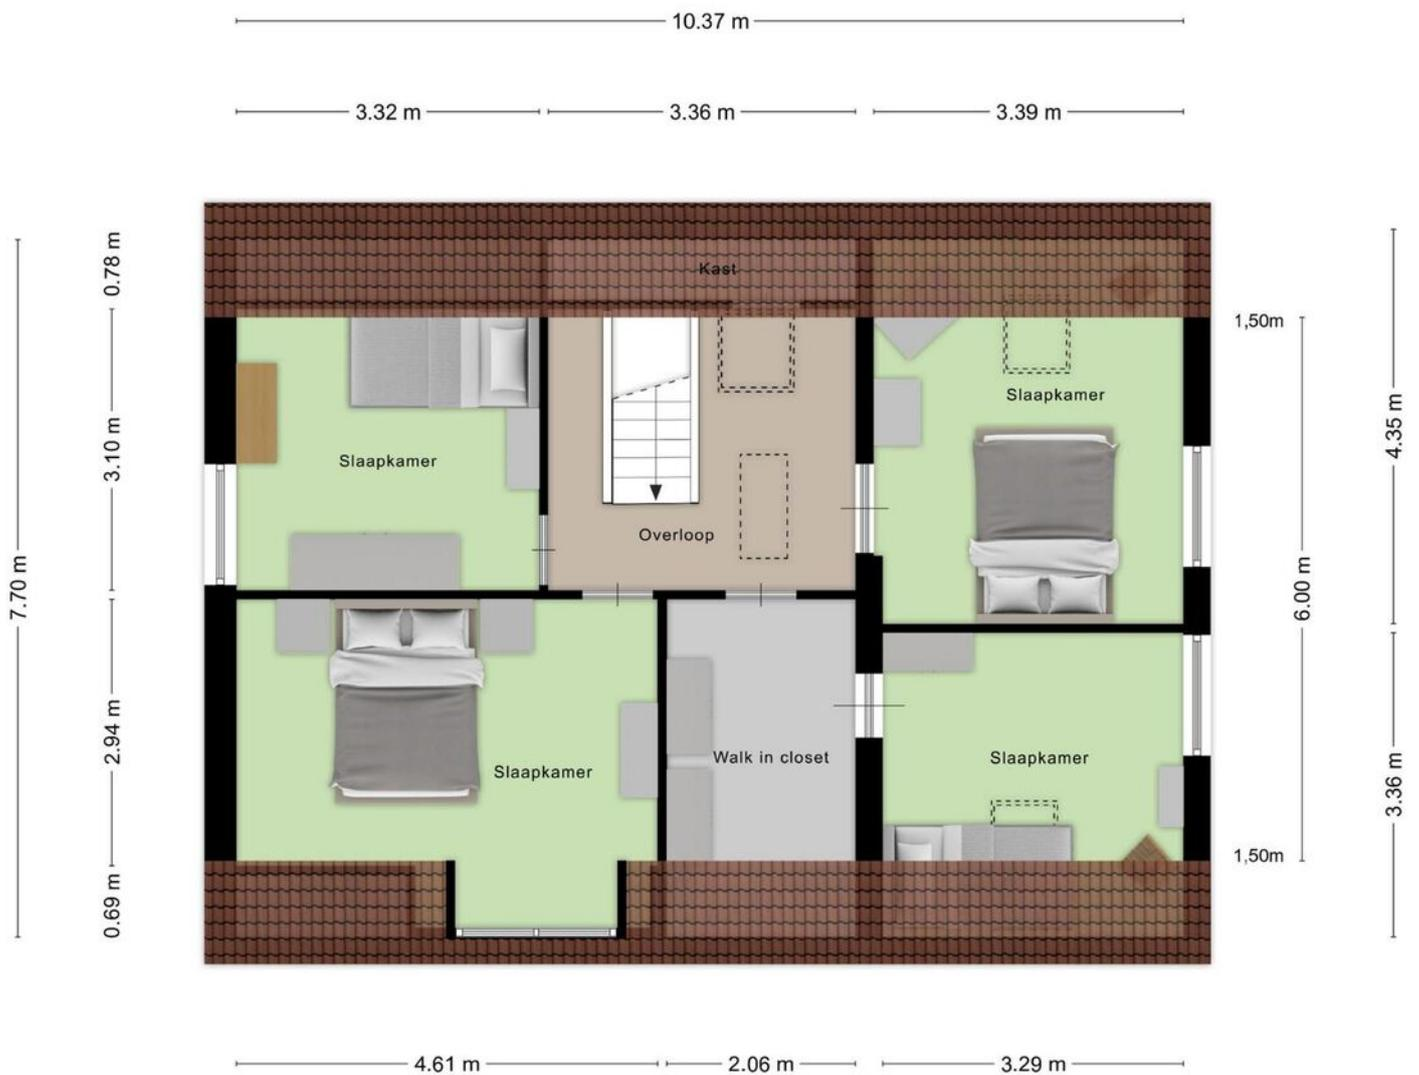 10.37 m
3.32 m
3.36 m
3.39 m
0.78 m
Kast
1,50m
Slaapkamer
4.35 m
3.10 m
Slaapkamer
Overloop
7.70 m
6.00 m
2.94 m
Slaapkamer
Walk in closet
Slaapkamer
3.36 m
1,50m
0.69 m
4.61 m
2.06 m
3.29 m